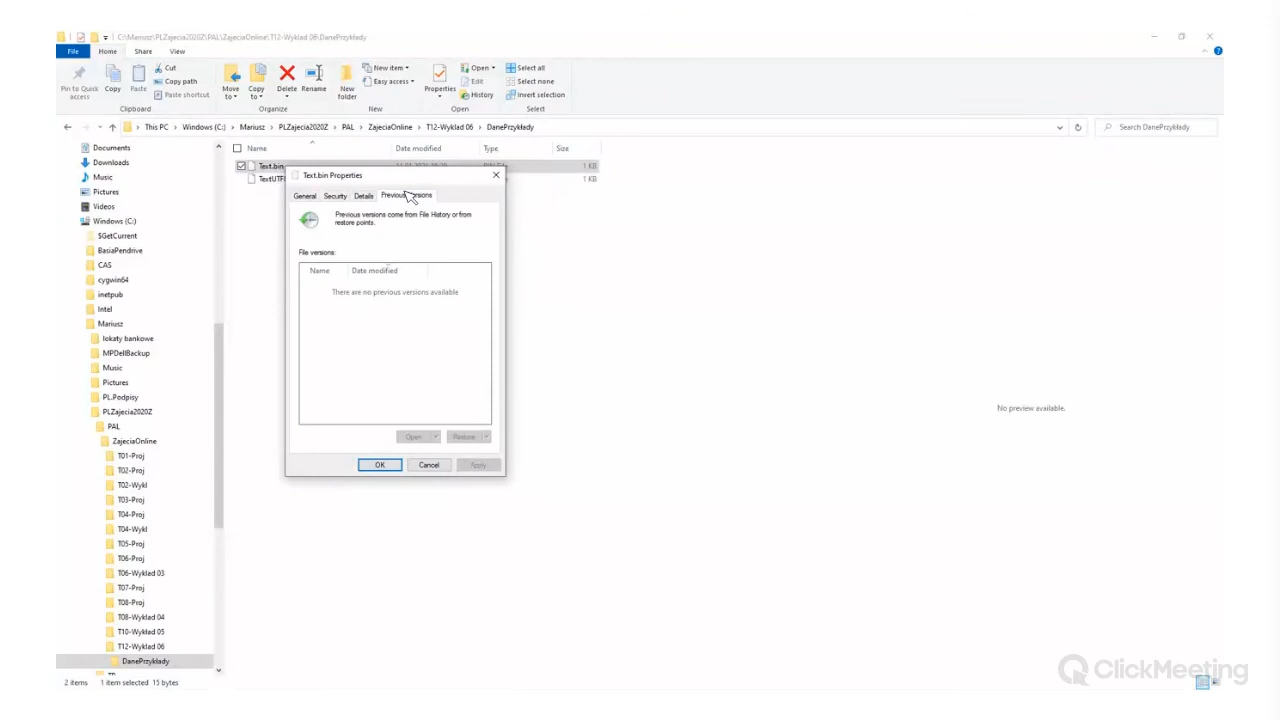 C:\Mariusz\PLZajecia2020Z\PAL\ZajeciaOnline\T12-Wyklad 06\DanePrzykłady
File Home Share View
Pin to Quick access
Copy
Paste
Cut
Copy path
Paste shortcut
Clipboard
Move to
Copy to
Delete
Rename
Organize
New folder
New item
Easy access
New
Properties
Open
Edit
History
Open
Select all
Select none
Invert selection
Select
This PC > Windows (C:) > Mariusz > PLZajecia2020Z > PAL > ZajeciaOnline > T12-Wyklad 06 > DanePrzykłady
Search DanePrzykłady
Documents
Downloads
Music
Pictures
Videos
Windows (C:)
$GetCurrent
BasiaPendrive
CAS
cygwin64
inetpub
Intel
Mariusz
lokaty bankowe
MPDellBackup
Music
Pictures
PL.Podpisy
PLZajecia2020Z
PAL
ZajeciaOnline
T01-Proj
T02-Proj
T02-Wykl
T03-Proj
T04-Proj
T04-Wykl
T05-Proj
T06-Proj
T06-Wyklad 03
T07-Proj
T08-Proj
T08-Wyklad 04
T10-Wykład 05
T12-Wykład 06
DanePrzykłady
Name Date modified Type Size
Text.bin 1 KB
TextUTF 1 KB
Text.bin Properties
General Security Details Previous Versions
Previous versions come from File History or from
restore points.
File versions:
Name Date modified
There are no previous versions available
Open Restore
OK Cancel Apply
No preview available.
2 items 1 item selected 15 bytes
ClickMeeting